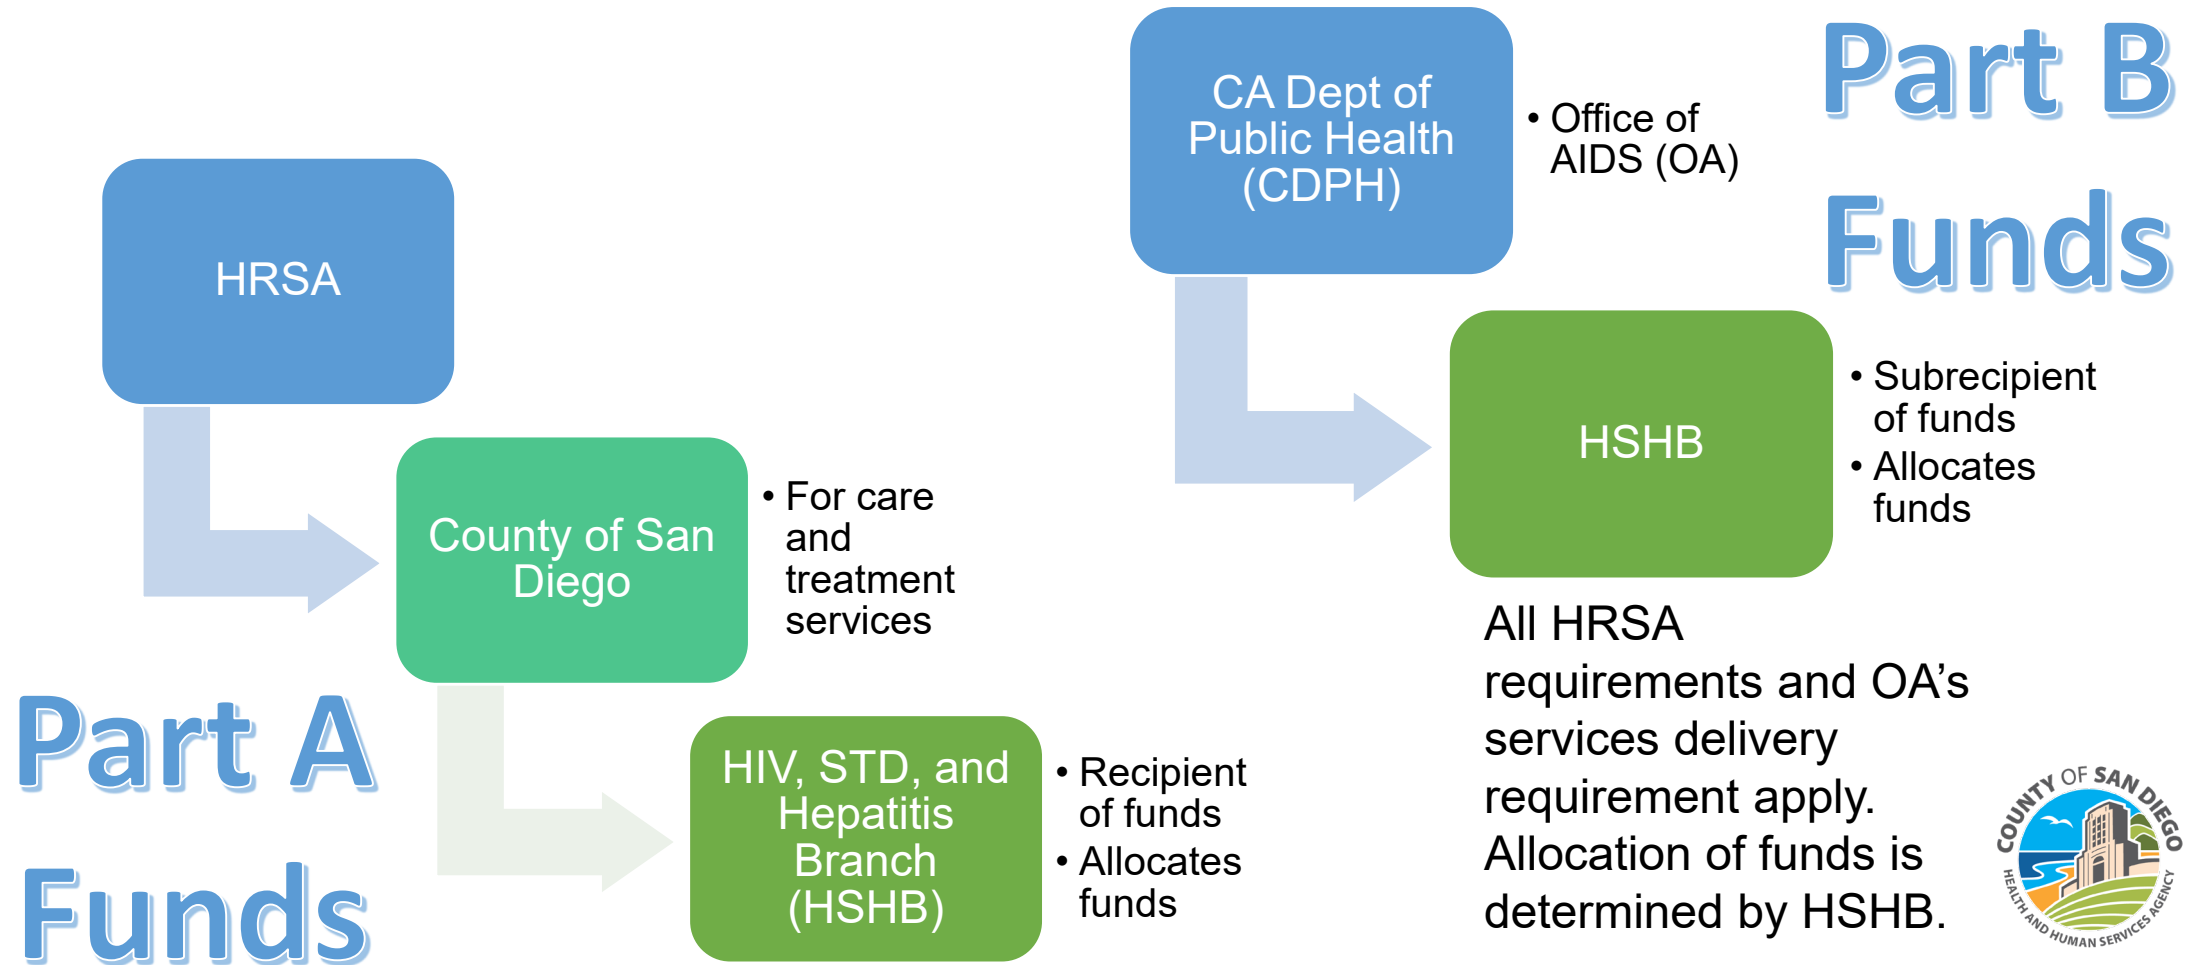 HRSA
County of San
Diego
• For care
and
treatment
services
HIV, STD, and
Hepatitis
Branch
(HSHB)
• Recipient
of funds
• Allocates
funds
Part A
Funds
CA Dept of
Public Health
(CDPH)
• Office of
AIDS (OA)
Part B
Funds
HSHB
• Subrecipient
of funds
• Allocates
funds
All HRSA
requirements and OA’s
services delivery
requirement apply.
Allocation of funds is
determined by HSHB.
COUNTY OF SAN DIEGO
HEALTH AND HUMAN SERVICES AGENCY